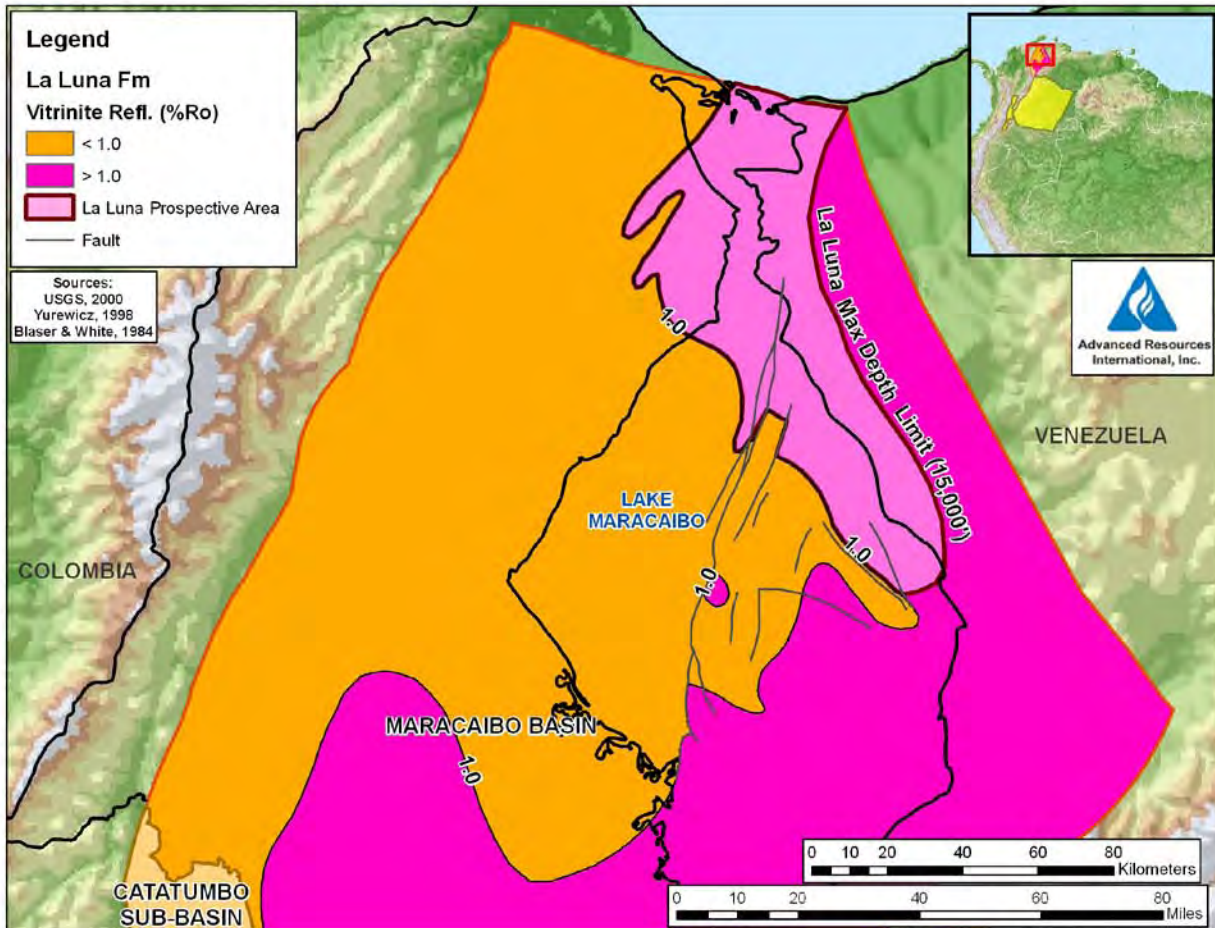 Legend
La Luna Fm
Vitrinite Refl. (%Ro)
< 1.0
> 1.0
La Luna Prospective Area
Fault
Sources:
USGS, 2000
Yurewicz, 1998
Blaser & White, 1984
Advanced Resources
International, Inc.
La Luna Max Depth Limit (15,000')
1.0
VENEZUELA
LAKE
MARACAIBO
1.0
1.0
COLOMBIA
MARACAIBO BASIN
1.0
CATATUMBO
SUB-BASIN
0 10 20 40 60 80
Kilometers
0 10 20 40 60 80
Miles